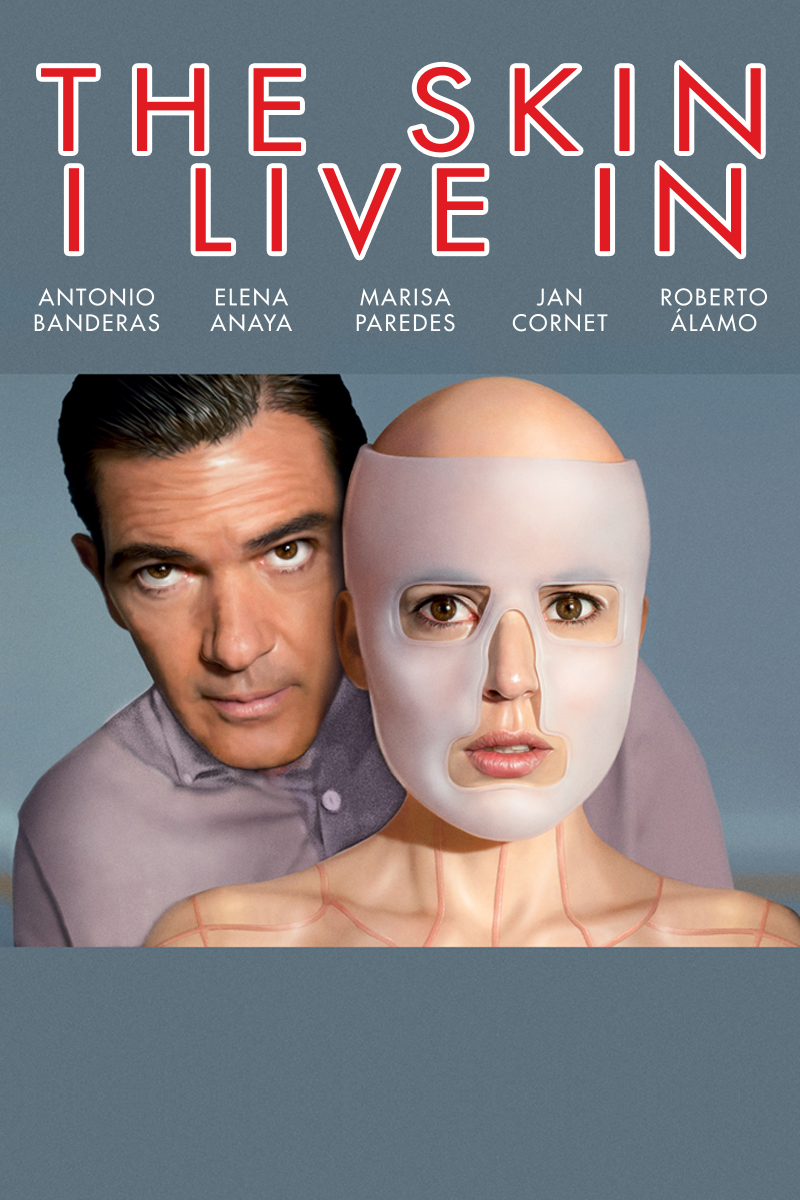 THE SKIN
I LIVE IN
ANTONIO BANDERAS
ELENA ANAYA
MARISA PAREDES
JAN CORNET
ROBERTO ÁLAMO